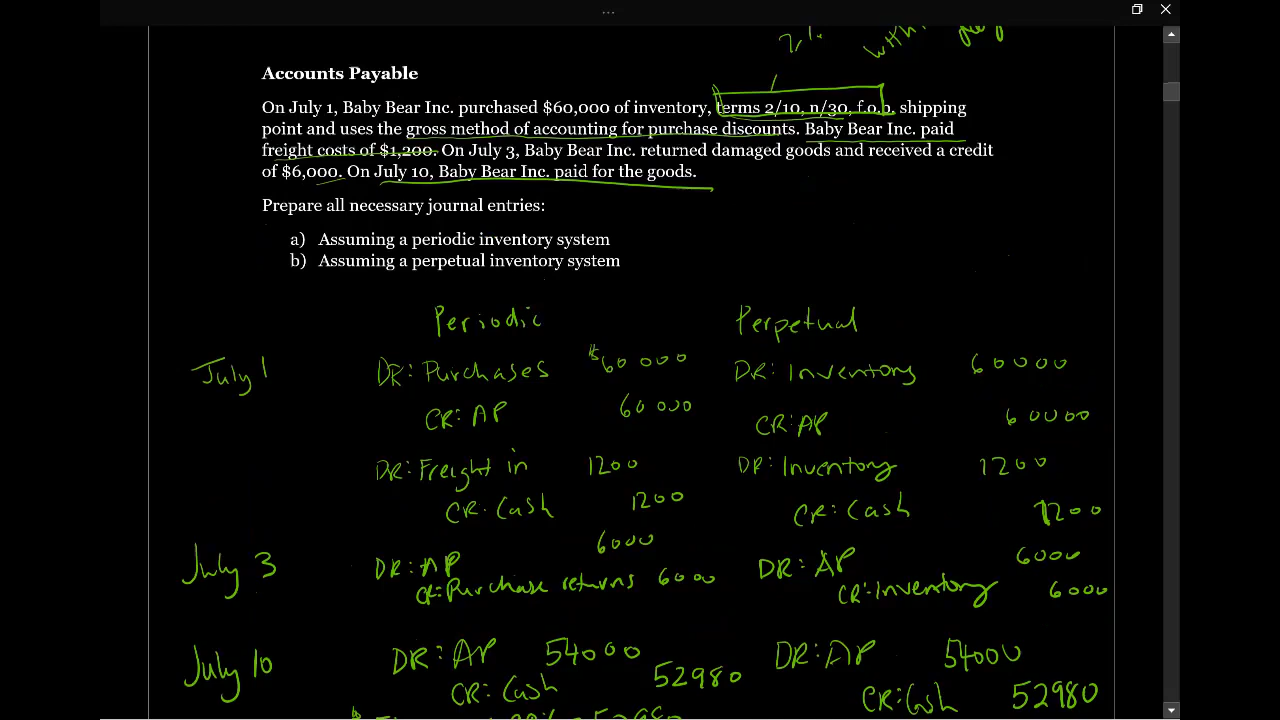 2%
Accounts Payable
On July 1, Baby Bear Inc. purchased $60,000 of inventory, terms 2/10, n/30, f.o.b. shipping
point and uses the gross method of accounting for purchase discounts. Baby Bear Inc. paid
freight costs of $1,200. On July 3, Baby Bear Inc. returned damaged goods and received a credit
of $6,000. On July 10, Baby Bear Inc. paid for the goods.
Prepare all necessary journal entries:
a) Assuming a periodic inventory system
b) Assuming a perpetual inventory system
Periodic Perpetual
July 1 DR: Purchases $60 000 DR: Inventory 60000
CR: AP 60 000 CR: AP 60000
DR: Freight in 1200 DR: Inventory 1200
CR: Cash 1200 CR: Cash 1200
July 3 DR: AP 6000 DR: AP 6000
CR: Purchase returns 6000 CR: Inventory 6000
July 10 DR: AP 54000 DR: AP 54000
CR: Cash 52980 CR: Cash 52980
52980